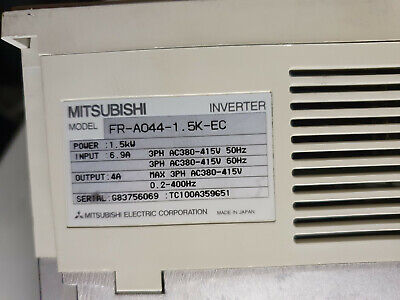 MITSUBISHI INVERTER
MODEL FR-A044-1.5K-EC
POWER :1.5kW
INPUT :6.9A 3PH AC380-415V 50Hz
3PH AC380-415V 60Hz
OUTPUT:4A MAX 3PH AC380-415V
0.2-400Hz
SERIAL:G83756069 :TC100A359G51
MITSUBISHI ELECTRIC CORPORATION MADE IN JAPAN